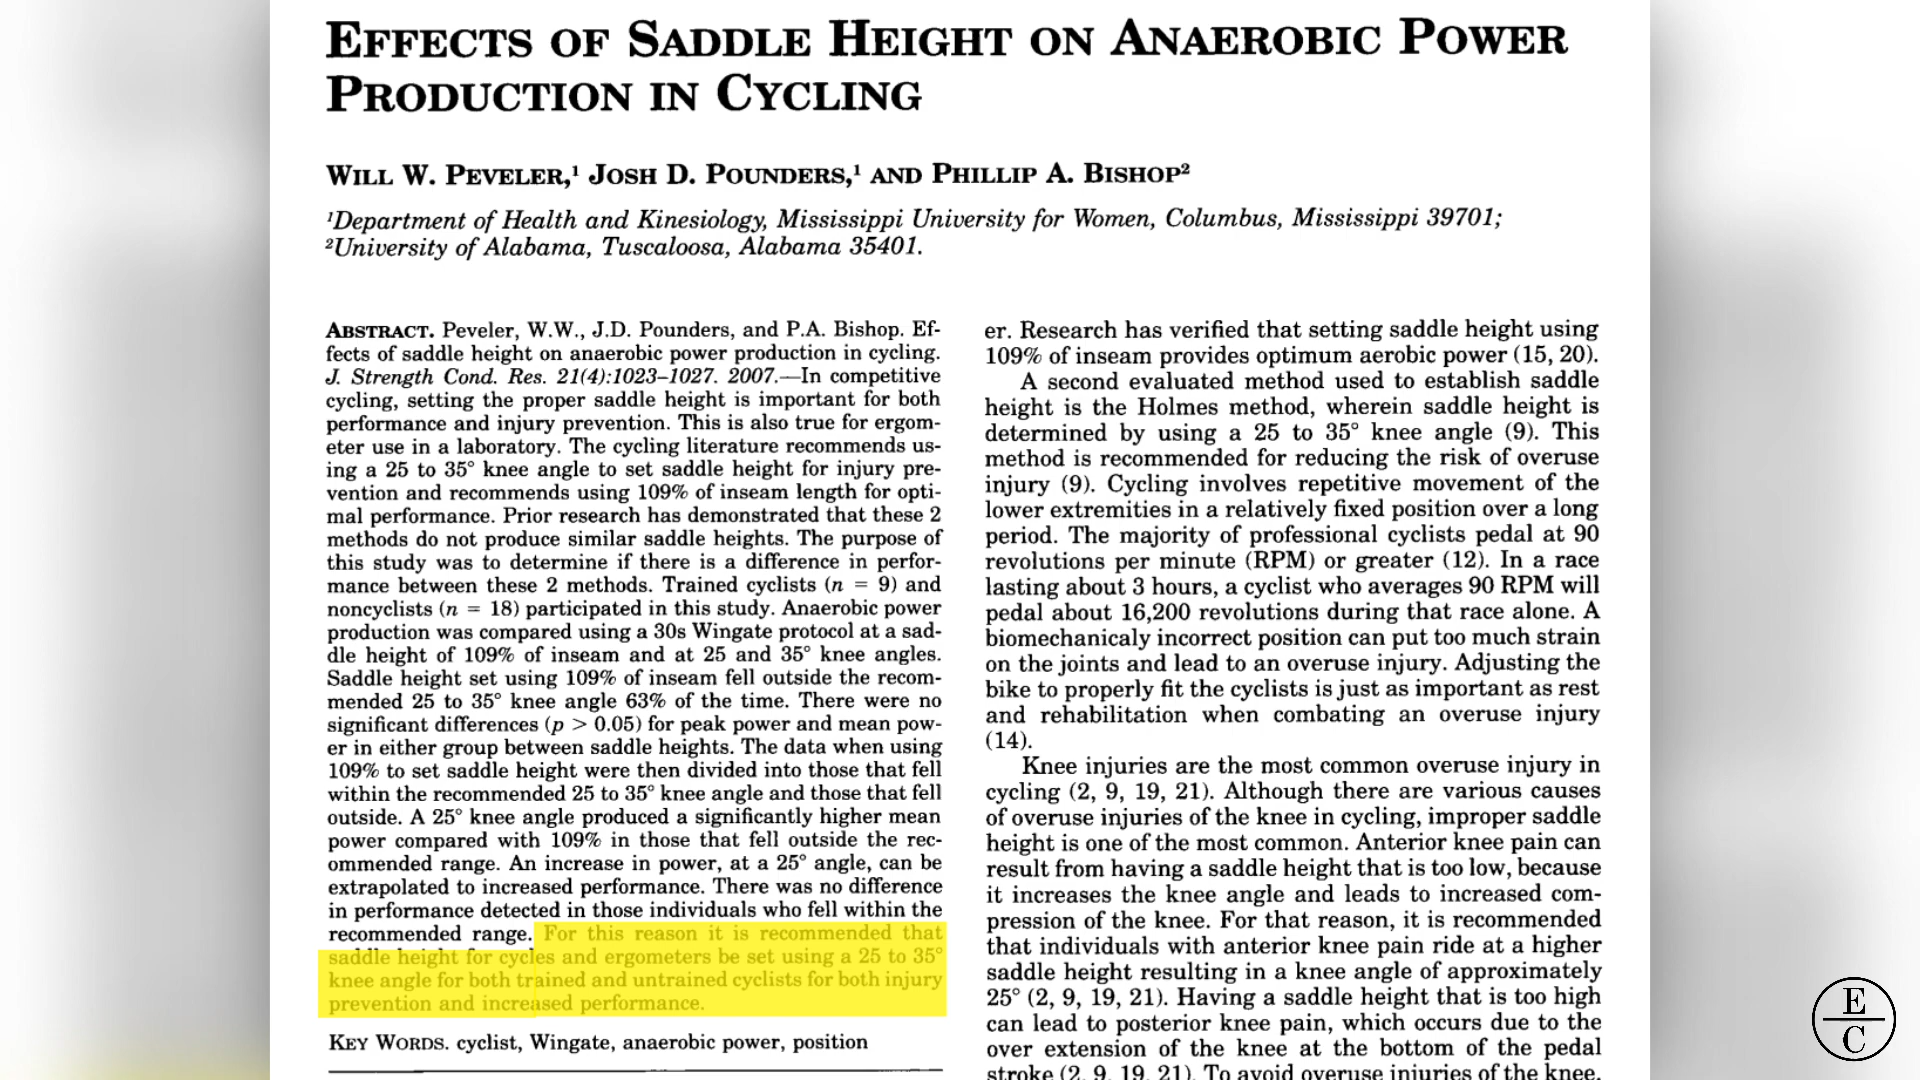 EFFECTS OF SADDLE HEIGHT ON ANAEROBIC POWER
PRODUCTION IN CYCLING
WILL W. PEVELER,¹ JOSH D. POUNDERS,¹ AND PHILLIP A. BISHOP²
¹Department of Health and Kinesiology, Mississippi University for Women, Columbus, Mississippi 39701;
²University of Alabama, Tuscaloosa, Alabama 35401.
ABSTRACT. Peveler, W.W., J.D. Pounders, and P.A. Bishop. Ef-
fects of saddle height on anaerobic power production in cycling.
J. Strength Cond. Res. 21(4):1023–1027. 2007.—In competitive
cycling, setting the proper saddle height is important for both
performance and injury prevention. This is also true for ergom-
eter use in a laboratory. The cycling literature recommends us-
ing a 25 to 35° knee angle to set saddle height for injury pre-
vention and recommends using 109% of inseam length for opti-
mal performance. Prior research has demonstrated that these 2
methods do not produce similar saddle heights. The purpose of
this study was to determine if there is a difference in perfor-
mance between these 2 methods. Trained cyclists (n = 9) and
noncyclists (n = 18) participated in this study. Anaerobic power
production was compared using a 30s Wingate protocol at a sad-
dle height of 109% of inseam and at 25 and 35° knee angles.
Saddle height set using 109% of inseam fell outside the recom-
mended 25 to 35° knee angle 63% of the time. There were no
significant differences (p > 0.05) for peak power and mean pow-
er in either group between saddle heights. The data when using
109% to set saddle height were then divided into those that fell
within the recommended 25 to 35° knee angle and those that fell
outside. A 25° knee angle produced a significantly higher mean
power compared with 109% in those that fell outside the rec-
ommended range. An increase in power, at a 25° angle, can be
extrapolated to increased performance. There was no difference
in performance detected in those individuals who fell within the
recommended range. For this reason it is recommended that
saddle height for cycles and ergometers be set using a 25 to 35°
knee angle for both trained and untrained cyclists for both injury
prevention and increased performance.
KEY WORDS. cyclist, Wingate, anaerobic power, position
er. Research has verified that setting saddle height using
109% of inseam provides optimum aerobic power (15, 20).
A second evaluated method used to establish saddle
height is the Holmes method, wherein saddle height is
determined by using a 25 to 35° knee angle (9). This
method is recommended for reducing the risk of overuse
injury (9). Cycling involves repetitive movement of the
lower extremities in a relatively fixed position over a long
period. The majority of professional cyclists pedal at 90
revolutions per minute (RPM) or greater (12). In a race
lasting about 3 hours, a cyclist who averages 90 RPM will
pedal about 16,200 revolutions during that race alone. A
biomechanicaly incorrect position can put too much strain
on the joints and lead to an overuse injury. Adjusting the
bike to properly fit the cyclists is just as important as rest
and rehabilitation when combating an overuse injury
(14).
Knee injuries are the most common overuse injury in
cycling (2, 9, 19, 21). Although there are various causes
of overuse injuries of the knee in cycling, improper saddle
height is one of the most common. Anterior knee pain can
result from having a saddle height that is too low, because
it increases the knee angle and leads to increased com-
pression of the knee. For that reason, it is recommended
that individuals with anterior knee pain ride at a higher
saddle height resulting in a knee angle of approximately
25° (2, 9, 19, 21). Having a saddle height that is too high
can lead to posterior knee pain, which occurs due to the
over extension of the knee at the bottom of the pedal
stroke (2, 9, 19, 21). To avoid overuse injuries of the knee,
E
C